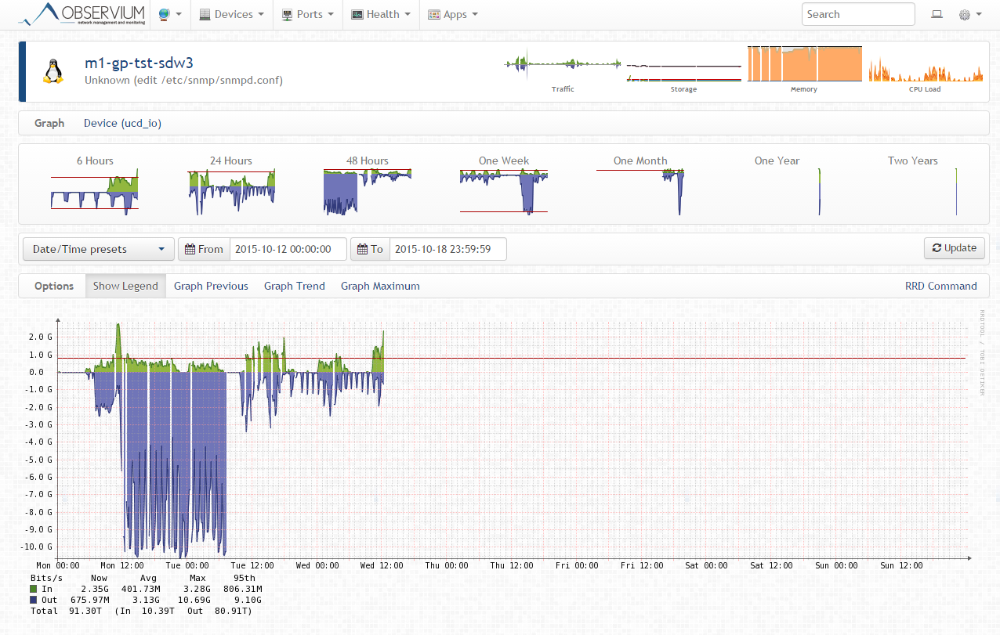 OBSERVIUM
network management and monitoring
Devices Ports Health Apps Search
m1-gp-tst-sdw3
Unknown (edit /etc/snmp/snmpd.conf)
Traffic Storage Memory CPU Load
Graph Device (ucd_io)
6 Hours 24 Hours 48 Hours One Week One Month One Year Two Years
Date/Time presets From 2015-10-12 00:00:00 To 2015-10-18 23:59:59 Update
Options Show Legend Graph Previous Graph Trend Graph Maximum RRD Command
RRDTOOL / TOBI OETIKER
2.0 G
1.0 G
0.0
-1.0 G
-2.0 G
-3.0 G
-4.0 G
-5.0 G
-6.0 G
-7.0 G
-8.0 G
-9.0 G
-10.0 G
Mon 00:00 Mon 12:00 Tue 00:00 Tue 12:00 Wed 00:00 Wed 12:00 Thu 00:00 Thu 12:00 Fri 00:00 Fri 12:00 Sat 00:00 Sat 12:00 Sun 00:00 Sun 12:00
Bits/s Now Avg Max 95th
In 2.35G 401.73M 3.28G 806.31M
Out 675.97M 3.13G 10.69G 9.10G
Total 91.30T (In 10.39T Out 80.91T)